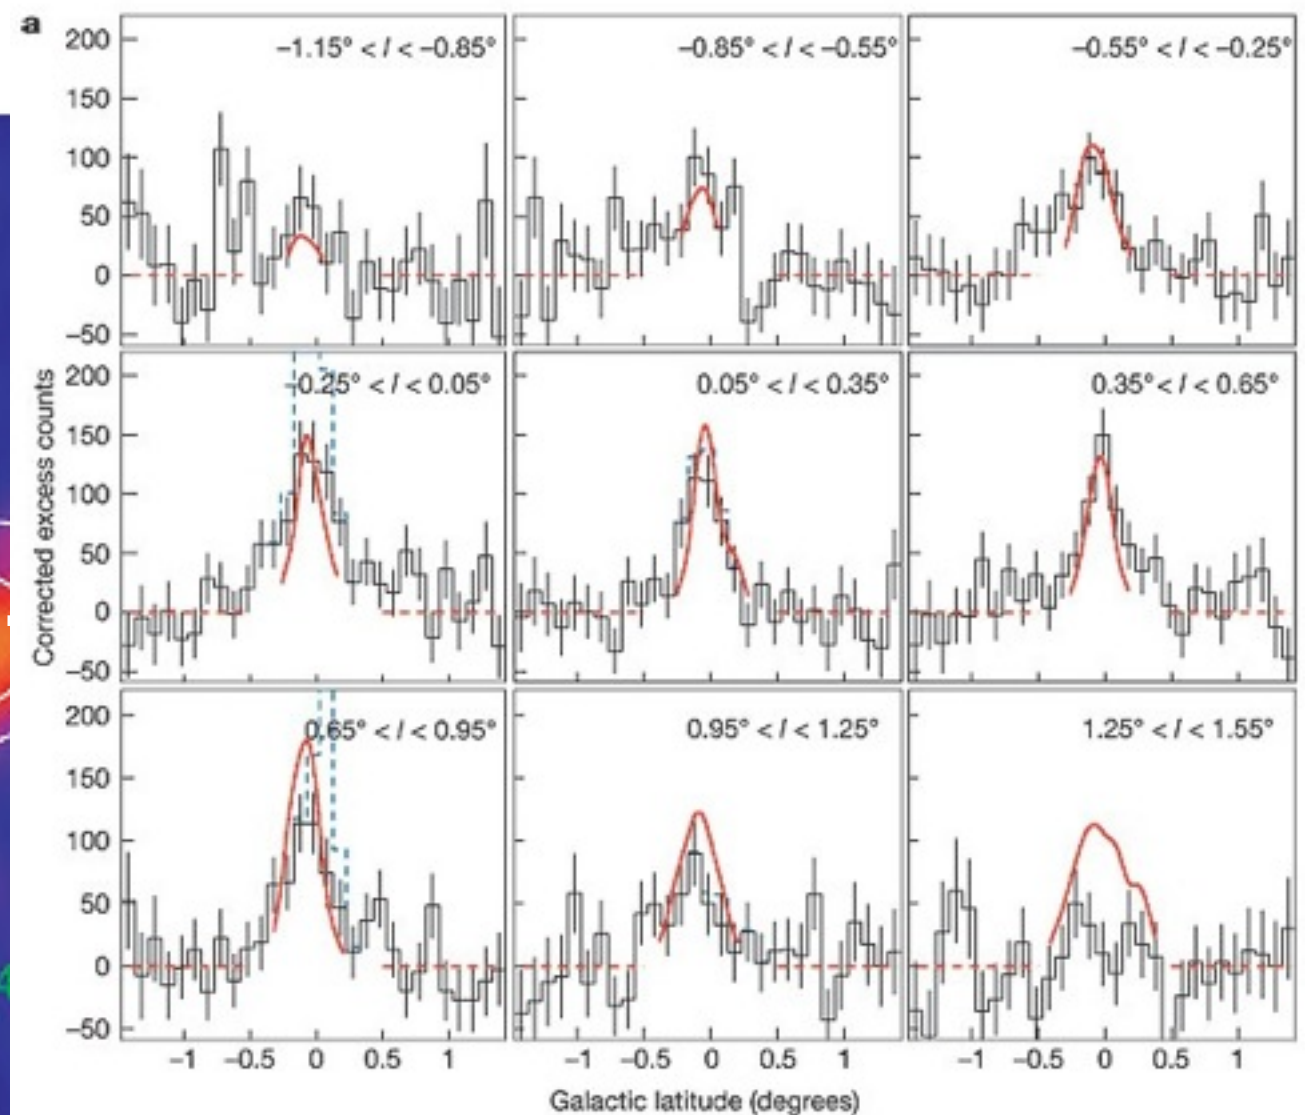 a
200
150
100
50
0
−50
−1.15° < l < −0.85°
−0.85° < l < −0.55°
−0.55° < l < −0.25°
200
150
100
50
0
−50
−0.25° < l < 0.05°
0.05° < l < 0.35°
0.35° < l < 0.65°
200
150
100
50
0
−50
0.65° < l < 0.95°
0.95° < l < 1.25°
1.25° < l < 1.55°
Corrected excess counts
−1 −0.5 0 0.5 1
−1 −0.5 0 0.5 1
−1 −0.5 0 0.5 1
Galactic latitude (degrees)